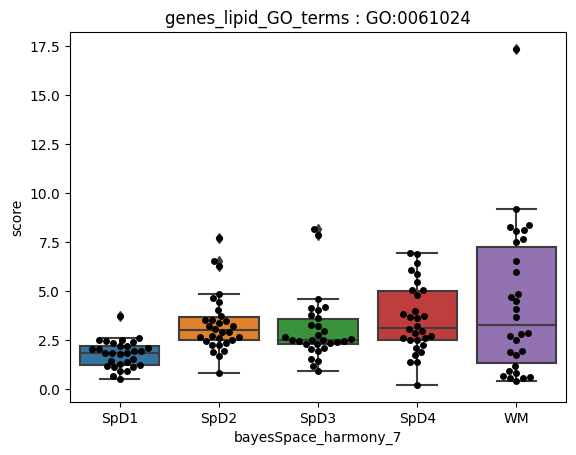 genes_lipid_GO_terms : GO:0061024
17.5
15.0
12.5
10.0
7.5
5.0
2.5
0.0
score
SpD1 SpD2 SpD3 SpD4 WM
bayesSpace_harmony_7